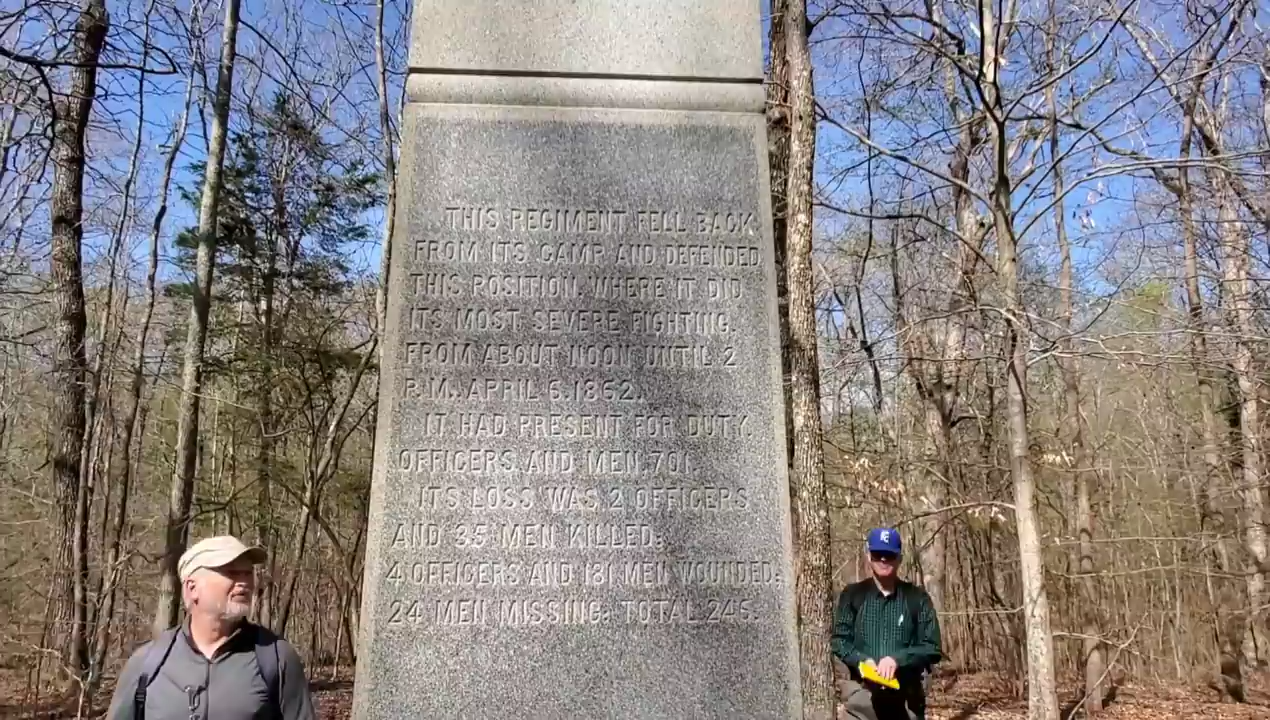 THIS REGIMENT FELL BACK
FROM ITS CAMP AND DEFENDED
THIS POSITION, WHERE IT DID
ITS MOST SEVERE FIGHTING,
FROM ABOUT NOON UNTIL 2
P.M., APRIL 6, 1862.
IT HAD PRESENT FOR DUTY,
OFFICERS AND MEN, 701.
ITS LOSS WAS 2 OFFICERS
AND 35 MEN KILLED;
4 OFFICERS AND 181 MEN WOUNDED;
24 MEN MISSING; TOTAL 246.
KC